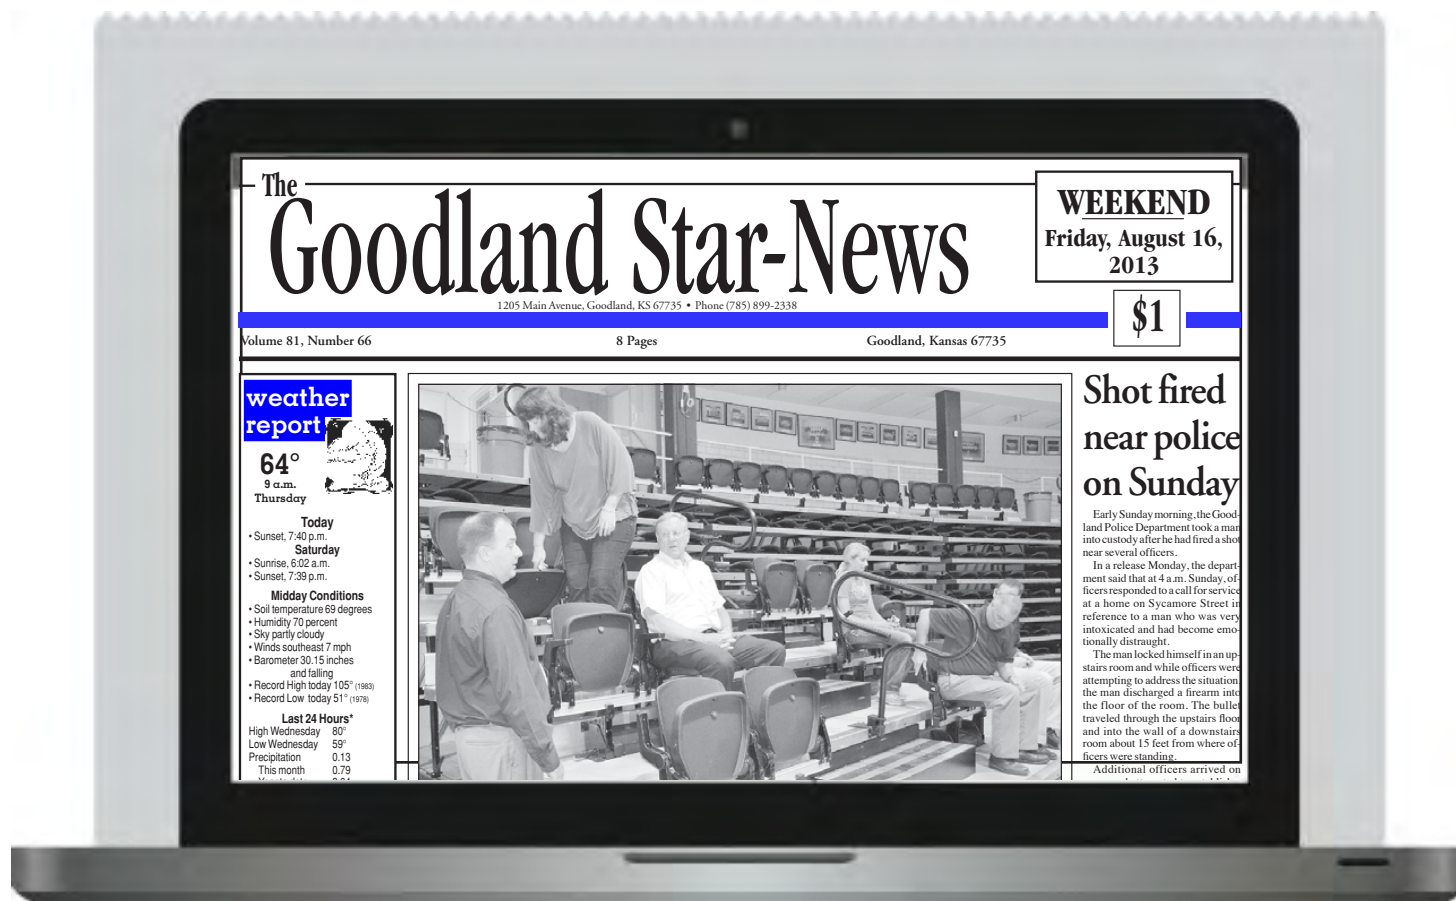 The
Goodland Star-News
WEEKEND
Friday, August 16,
2013
1205 Main Avenue, Goodland, KS 67735 • Phone (785) 899-2338
$1
Volume 81, Number 66
8 Pages
Goodland, Kansas 67735
weather
report
64°
9 a.m.
Thursday
Today
• Sunset, 7:40 p.m.
Saturday
• Sunrise, 6:02 a.m.
• Sunset, 7:39 p.m.
Midday Conditions
• Soil temperature 69 degrees
• Humidity 70 percent
• Sky partly cloudy
• Winds southeast 7 mph
• Barometer 30.15 inches
and falling
• Record High today 105° (1983)
• Record Low today 51° (1978)
Last 24 Hours*
High Wednesday 80°
Low Wednesday 59°
Precipitation 0.13
This month 0.79
10
Shot fired
near police
on Sunday
Early Sunday morning, the Good-
land Police Department took a man
into custody after he had fired a shot
near several officers.
In a release Monday, the depart-
ment said that at 4 a.m. Sunday, of-
ficers responded to a call for service
at a home on Sycamore Street in
reference to a man who was very
intoxicated and had become emo-
tionally distraught.
The man locked himself in an up-
stairs room and while officers were
attempting to address the situation,
the man discharged a firearm into
the floor of the room. The bullet
traveled through the upstairs floor
and into the wall of a downstairs
room about 15 feet from where of-
ficers were standing.
Additional officers arrived on